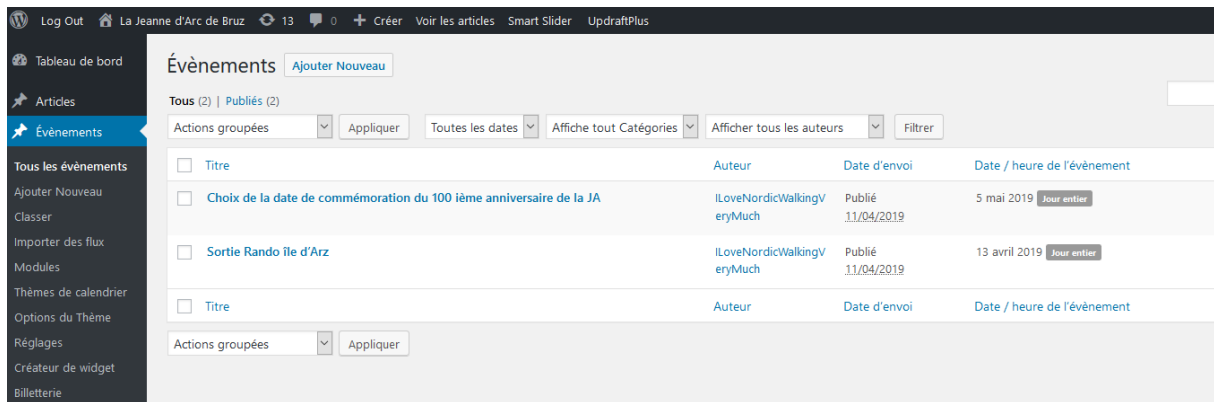 Log Out La Jeanne d'Arc de Bruz 13 0 Créer Voir les articles Smart Slider UpdraftPlus
Tableau de bord
Articles
Évènements
Tous les évènements
Ajouter Nouveau
Classer
Importer des flux
Modules
Thèmes de calendrier
Options du Thème
Réglages
Créateur de widget
Billetterie
Évènements Ajouter Nouveau
Tous (2) | Publiés (2)
Actions groupées Appliquer Toutes les dates Affiche tout Catégories Afficher tous les auteurs Filtrer
Titre Auteur Date d'envoi Date / heure de l'évènement
Choix de la date de commémoration du 100 ième anniversaire de la JA ILoveNordicWalkingV Publié 5 mai 2019 Jour entier
eryMuch 11/04/2019
Sortie Rando île d'Arz ILoveNordicWalkingV Publié 13 avril 2019 Jour entier
eryMuch 11/04/2019
Titre Auteur Date d'envoi Date / heure de l'évènement
Actions groupées Appliquer